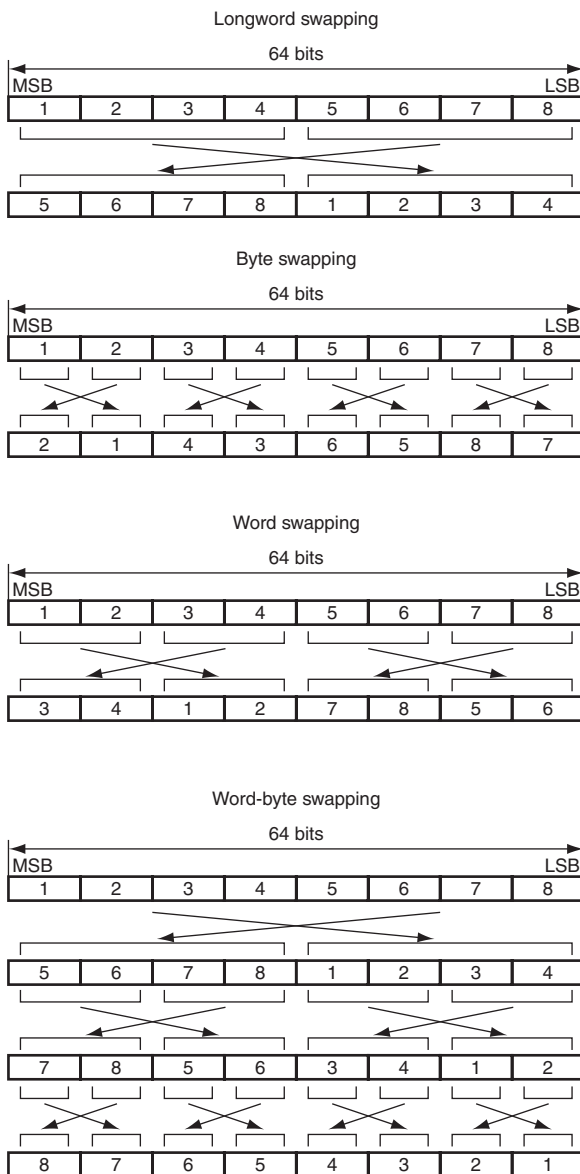 Longword swapping
64 bits
MSB LSB
1 2 3 4 5 6 7 8
5 6 7 8 1 2 3 4
Byte swapping
64 bits
MSB LSB
1 2 3 4 5 6 7 8
2 1 4 3 6 5 8 7
Word swapping
64 bits
MSB LSB
1 2 3 4 5 6 7 8
3 4 1 2 7 8 5 6
Word-byte swapping
64 bits
MSB LSB
1 2 3 4 5 6 7 8
5 6 7 8 1 2 3 4
7 8 5 6 3 4 1 2
8 7 6 5 4 3 2 1